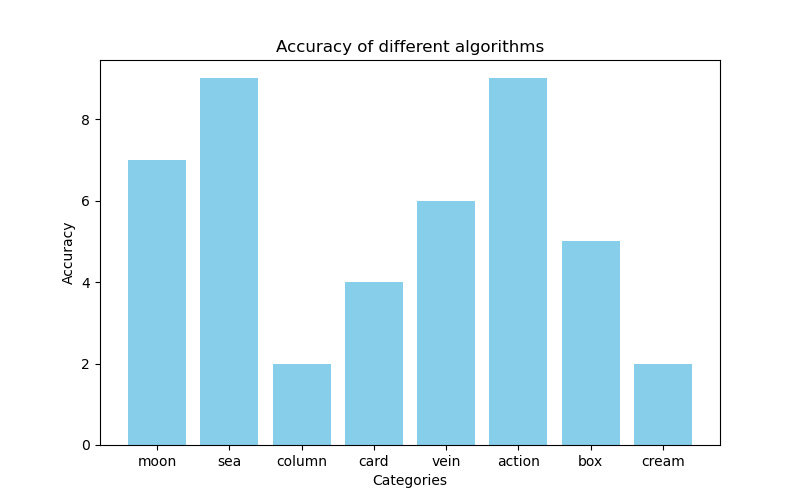 Accuracy of different algorithms
Accuracy
8
6
4
2
0
moon sea column card vein action box cream
Categories